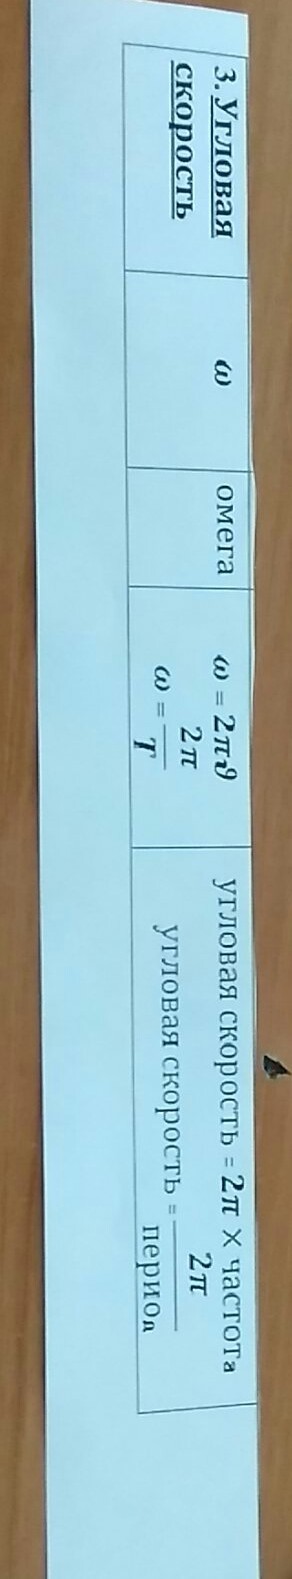 3. Угловая
скорость
ω
омега
ω = 2πϑ
ω = 2π/T
угловая скорость = 2π × частота
угловая скорость = 2π/период